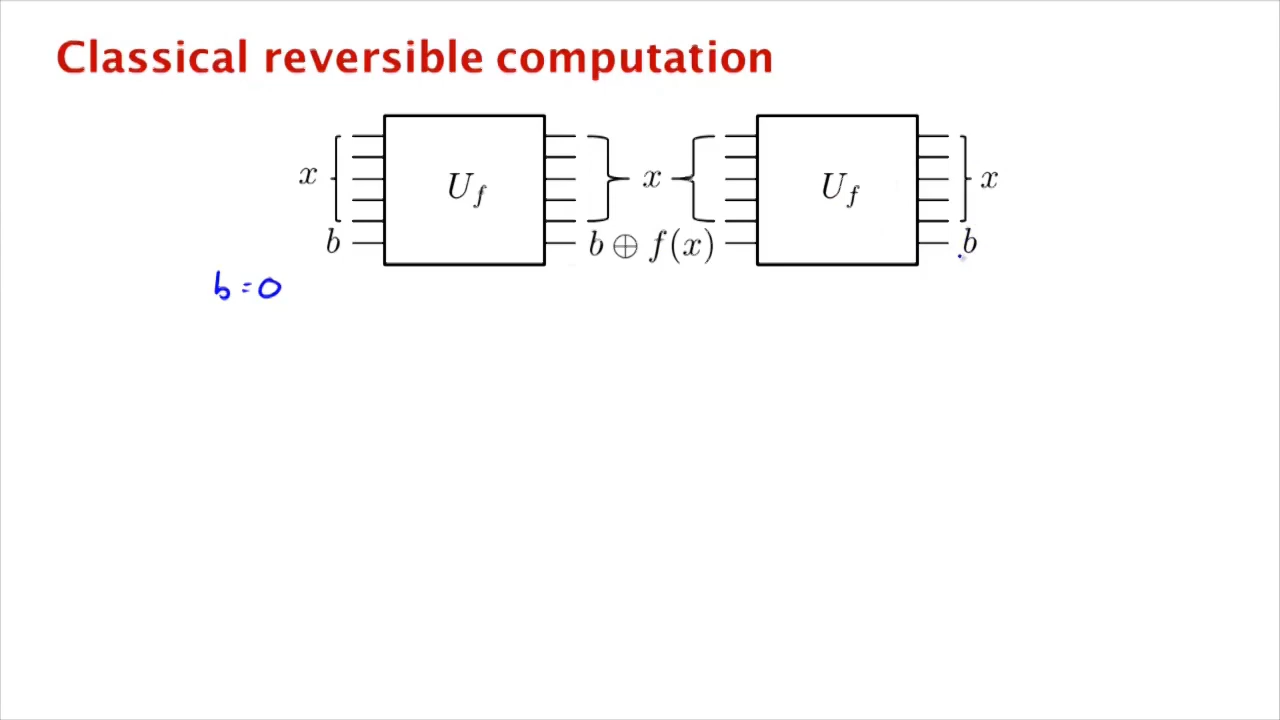 Classical reversible computation
x U_f x U_f x
b b ⊕ f(x) b
b = 0